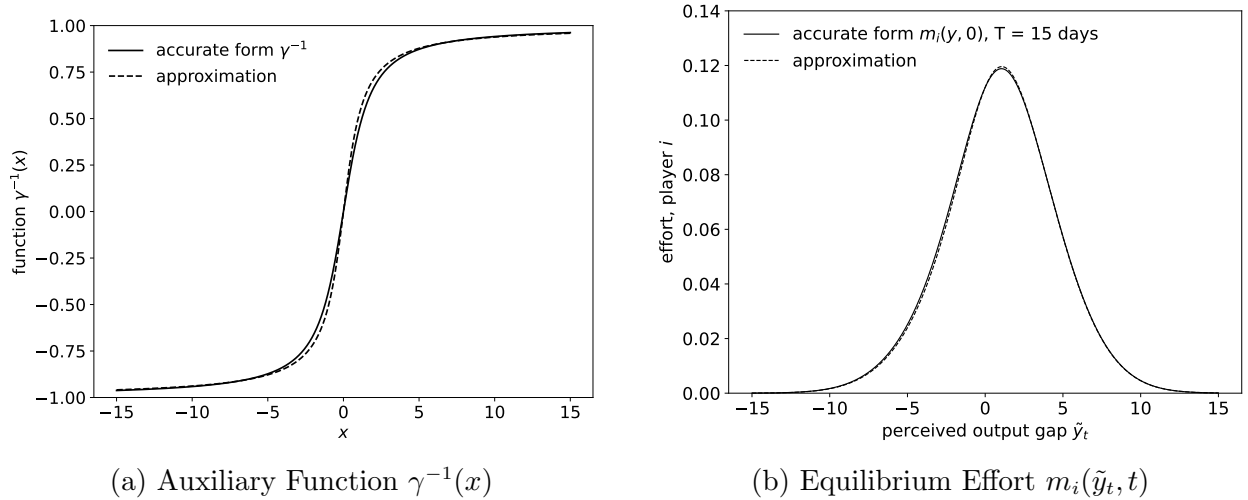 accurate form γ⁻¹
approximation
function γ⁻¹(x)
1.00
0.75
0.50
0.25
0.00
−0.25
−0.50
−0.75
−1.00
−15 −10 −5 0 5 10 15
x
(a) Auxiliary Function γ⁻¹(x)
accurate form mᵢ(y, 0), T = 15 days
approximation
effort, player i
0.14
0.12
0.10
0.08
0.06
0.04
0.02
0.00
−15 −10 −5 0 5 10 15
perceived output gap ỹₜ
(b) Equilibrium Effort mᵢ(ỹₜ, t)